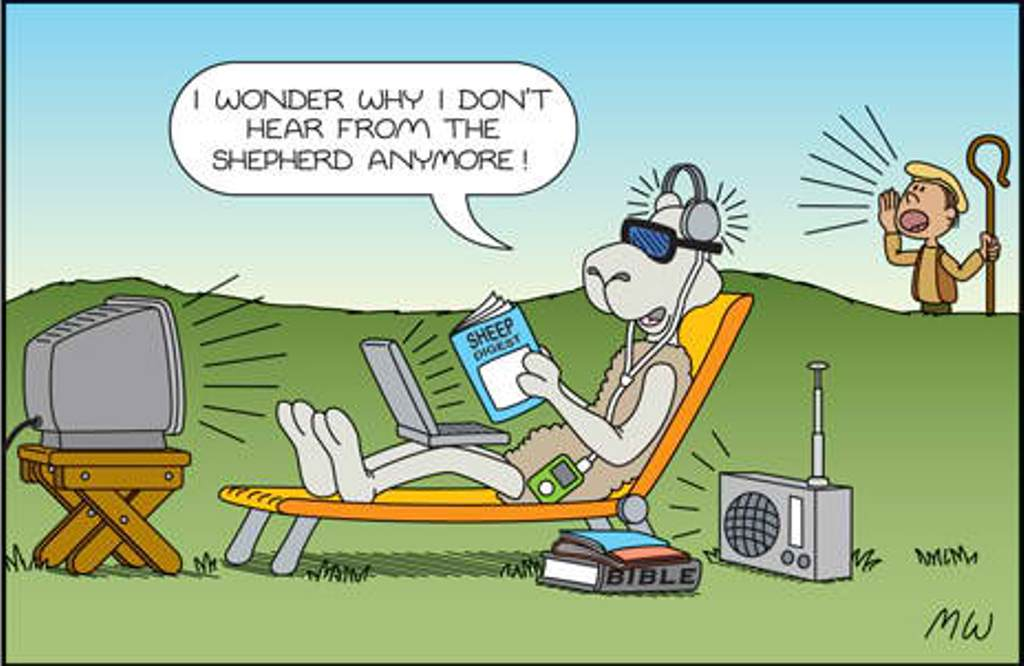 I WONDER WHY I DON'T
HEAR FROM THE
SHEPHERD ANYMORE!
SHEEP
DIGEST
BIBLE
MW